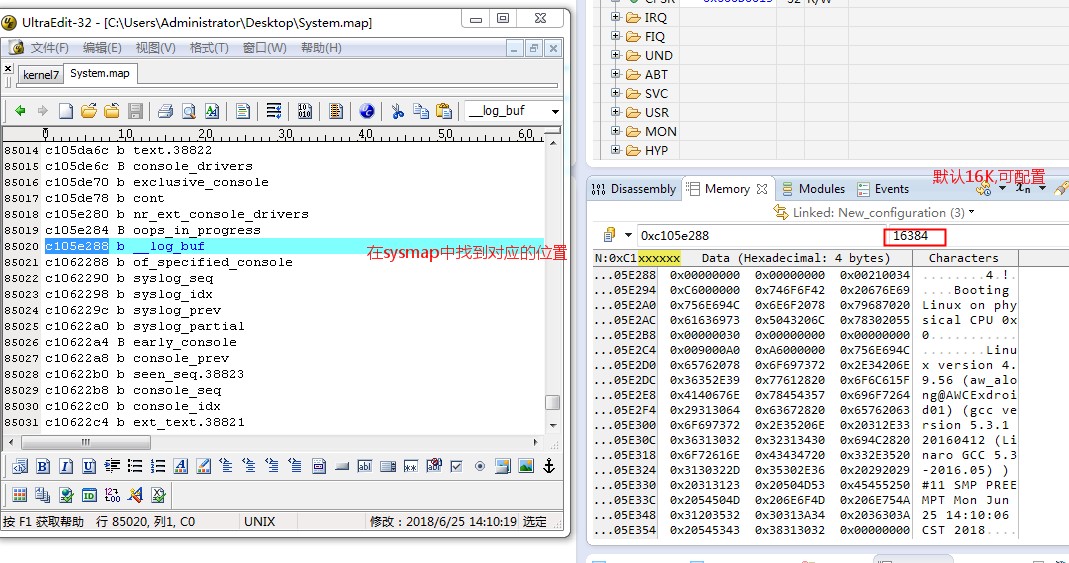 UltraEdit-32 - [C:\Users\Administrator\Desktop\System.map]
文件(F) 编辑(E) 视图(V) 格式(T) 窗口(W) 帮助(H)
kernel7 System.map
__log_buf
0 10 20 30 40 50 60
85014 c105da6c b text.38822
85015 c105de6c B console_drivers
85016 c105de70 b exclusive_console
85017 c105de78 b cont
85018 c105e280 b nr_ext_console_drivers
85019 c105e284 B oops_in_progress
85020 c105e288 b __log_buf
在sysmap中找到对应的位置
85021 c1062288 b of_specified_console
85022 c1062290 b syslog_seq
85023 c1062298 b syslog_idx
85024 c106229c b syslog_prev
85025 c10622a0 b syslog_partial
85026 c10622a4 B early_console
85027 c10622a8 b console_prev
85028 c10622b0 b seen_seq.38823
85029 c10622b8 b console_seq
85030 c10622c0 b console_idx
85031 c10622c4 b ext_text.38821
按 F1 获取帮助 行 85020, 列1, C0 UNIX 修改：2018/6/25 14:10:19 选定
IRQ
FIQ
UND
ABT
SVC
USR
MON
HYP
默认16K,可配置
Disassembly Memory Modules Events
Linked: New_configuration (3)
0xc105e288 16384
N:0xC1xxxxxx Data (Hexadecimal: 4 bytes) Characters
...05E288 0x00000000 0x00000000 0x00210034 ........4.!.
...05E294 0xC6000000 0x746F6F42 0x20676E69 ....Booting
...05E2A0 0x756E694C 0x6E6F2078 0x79687020 Linux on phy
...05E2AC 0x61636973 0x5043206C 0x78302055 sical CPU 0x
...05E2B8 0x00000030 0x00000000 0x00000000 0...........
...05E2C4 0x009000A0 0xA6000000 0x756E694C ........Linu
...05E2D0 0x65762078 0x6F697372 0x2E34206E x version 4.
...05E2DC 0x36352E39 0x77612820 0x6F6C615F 9.56 (aw_alo
...05E2E8 0x4140676E 0x78454357 0x696F7264 ng@AWCExdroi
...05E2F4 0x29313064 0x63672820 0x65762063 d01) (gcc ve
...05E300 0x6F697372 0x2E35206E 0x20312E33 rsion 5.3.1
...05E30C 0x36313032 0x32313430 0x694C2820 20160412 (Li
...05E318 0x6F72616E 0x43434720 0x332E3520 naro GCC 5.3
...05E324 0x3130322D 0x35302E36 0x20292029 -2016.05) )
...05E330 0x20313123 0x20504D53 0x45455250 #11 SMP PREE
...05E33C 0x2054504D 0x206E6F4D 0x206E754A MPT Mon Jun
...05E348 0x31203532 0x30313A34 0x2036303A 25 14:10:06
...05E354 0x20545343 0x38313032 0x00000000 CST 2018....